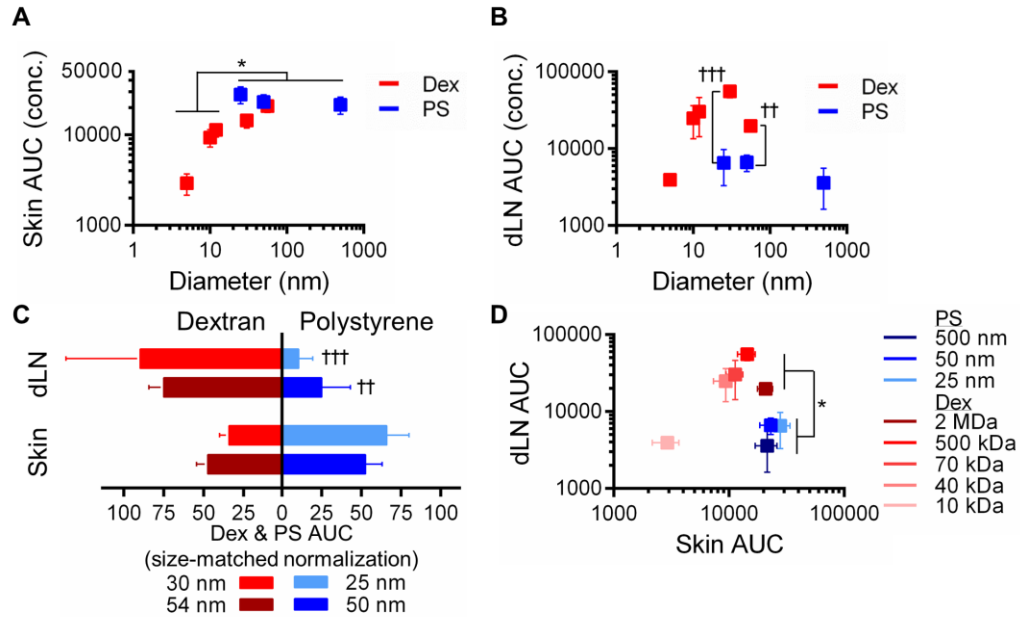 A
Skin AUC (conc.)
50000
10000
1000
*
Dex
PS
1 10 100 1000
Diameter (nm)
B
dLN AUC (conc.)
100000
10000
1000
†††
††
Dex
PS
1 10 100 1000
Diameter (nm)
C
Dextran Polystyrene
dLN
†††
††
Skin
100 75 50 25 0 25 50 75 100
Dex & PS AUC
(size-matched normalization)
30 nm 25 nm
54 nm 50 nm
D
dLN AUC
100000
10000
1000
*
1000 10000 100000
Skin AUC
PS
500 nm
50 nm
25 nm
Dex
2 MDa
500 kDa
70 kDa
40 kDa
10 kDa